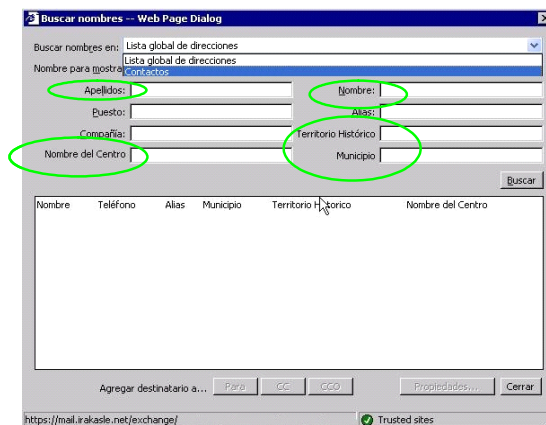 Buscar nombres -- Web Page Dialog
Buscar nombres en: Lista global de direcciones
Lista global de direcciones
Nombre para mostra Contactos
Apellidos: Nombre:
Puesto: Alias:
Compañía: Territorio Histórico
Nombre del Centro Municipio
Buscar
Nombre Teléfono Alias Municipio Territorio Historico Nombre del Centro
Agregar destinatario a... Para CC CCO Propiedades... Cerrar
https://mail.irakasle.net/exchange/ Trusted sites